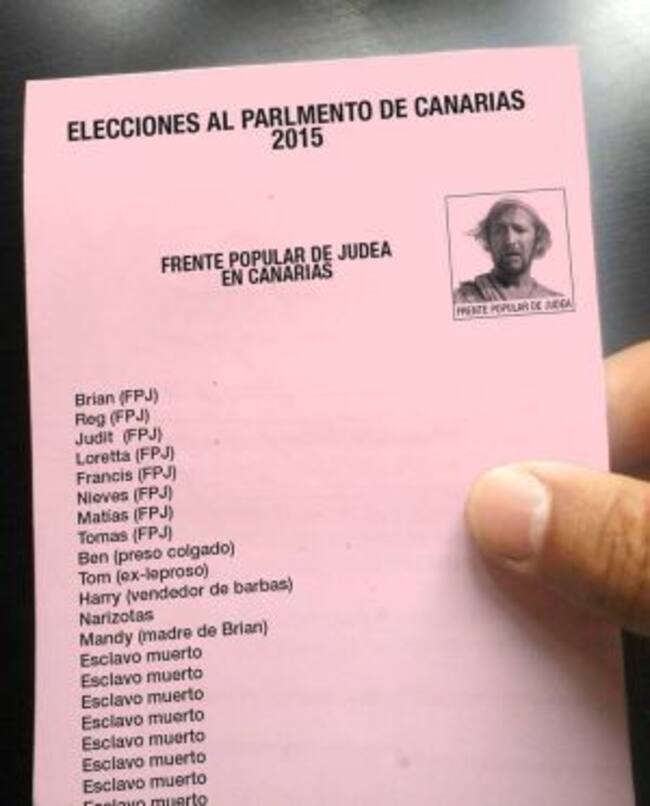 ELECCIONES AL PARLMENTO DE CANARIAS
2015
FRENTE POPULAR DE JUDEA
EN CANARIAS
FRENTE POPULAR DE JUDEA
Brian (FPJ)
Reg (FPJ)
Judit (FPJ)
Loretta (FPJ)
Francis (FPJ)
Nieves (FPJ)
Matias (FPJ)
Tomas (FPJ)
Ben (preso colgado)
Tom (ex-leproso)
Harry (vendedor de barbas)
Narizotas
Mandy (madre de Brian)
Esclavo muerto
Esclavo muerto
Esclavo muerto
Esclavo muerto
Esclavo muerto
Esclavo muerto
Esclavo muerto
Esclavo muerto